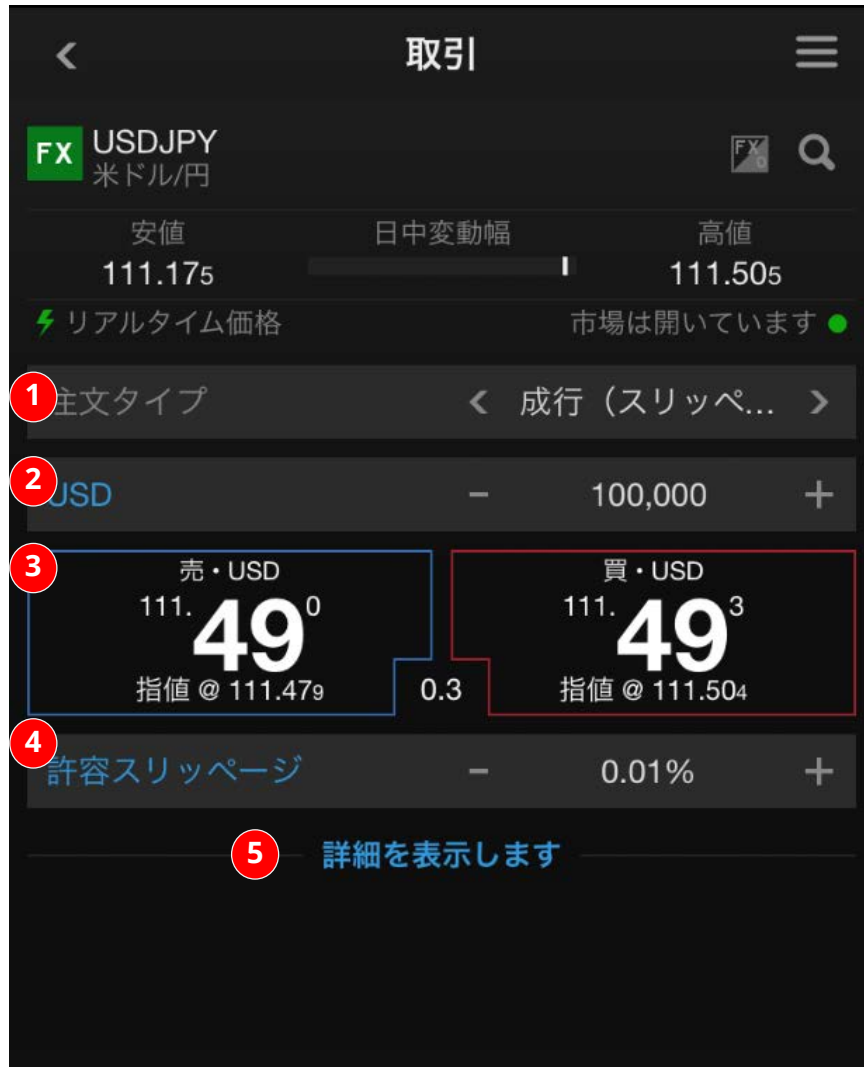 取引
FX USDJPY
米ドル/円
FX O
安値 日中変動幅 高値
111.175 111.505
リアルタイム価格 市場は開いています
1 注文タイプ 成行（スリッペ...
2 USD － 100,000 ＋
3 売・USD 買・USD
111.490 111.493
指値 @ 111.479 0.3 指値 @ 111.504
4 許容スリッページ － 0.01% ＋
5 詳細を表示します